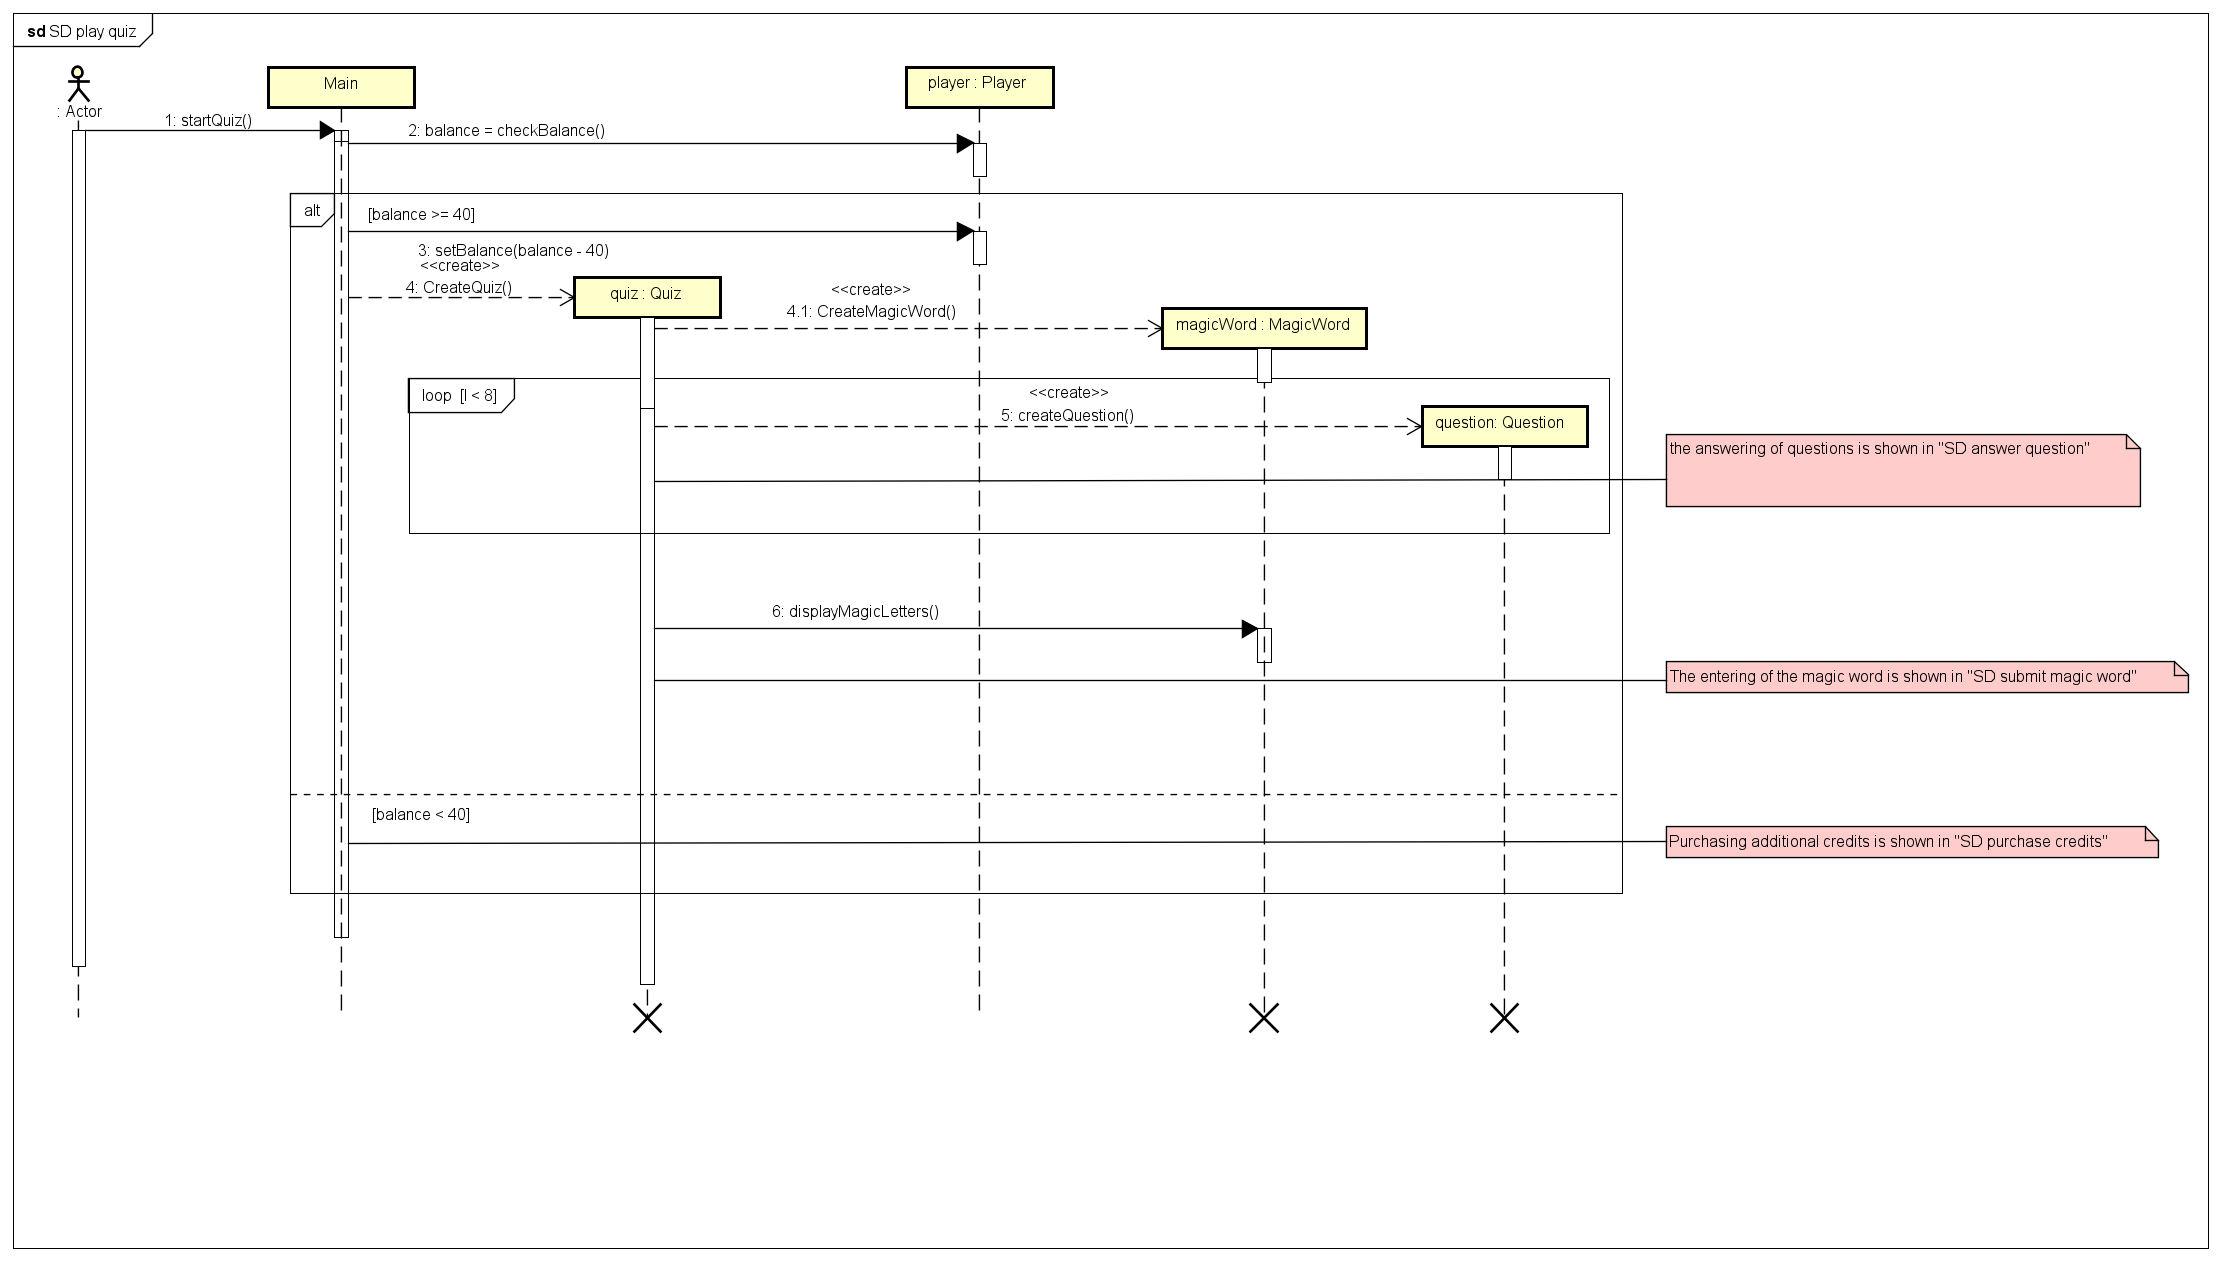 sd SD play quiz
: Actor
Main
player : Player
1: startQuiz()
2: balance = checkBalance()
alt
[balance >= 40]
3: setBalance(balance - 40)
<<create>>
4: CreateQuiz()
quiz : Quiz
<<create>>
4.1: CreateMagicWord()
magicWord : MagicWord
loop [I < 8]
<<create>>
5: createQuestion()
question: Question
the answering of questions is shown in "SD answer question"
6: displayMagicLetters()
The entering of the magic word is shown in "SD submit magic word"
[balance < 40]
Purchasing additional credits is shown in "SD purchase credits"